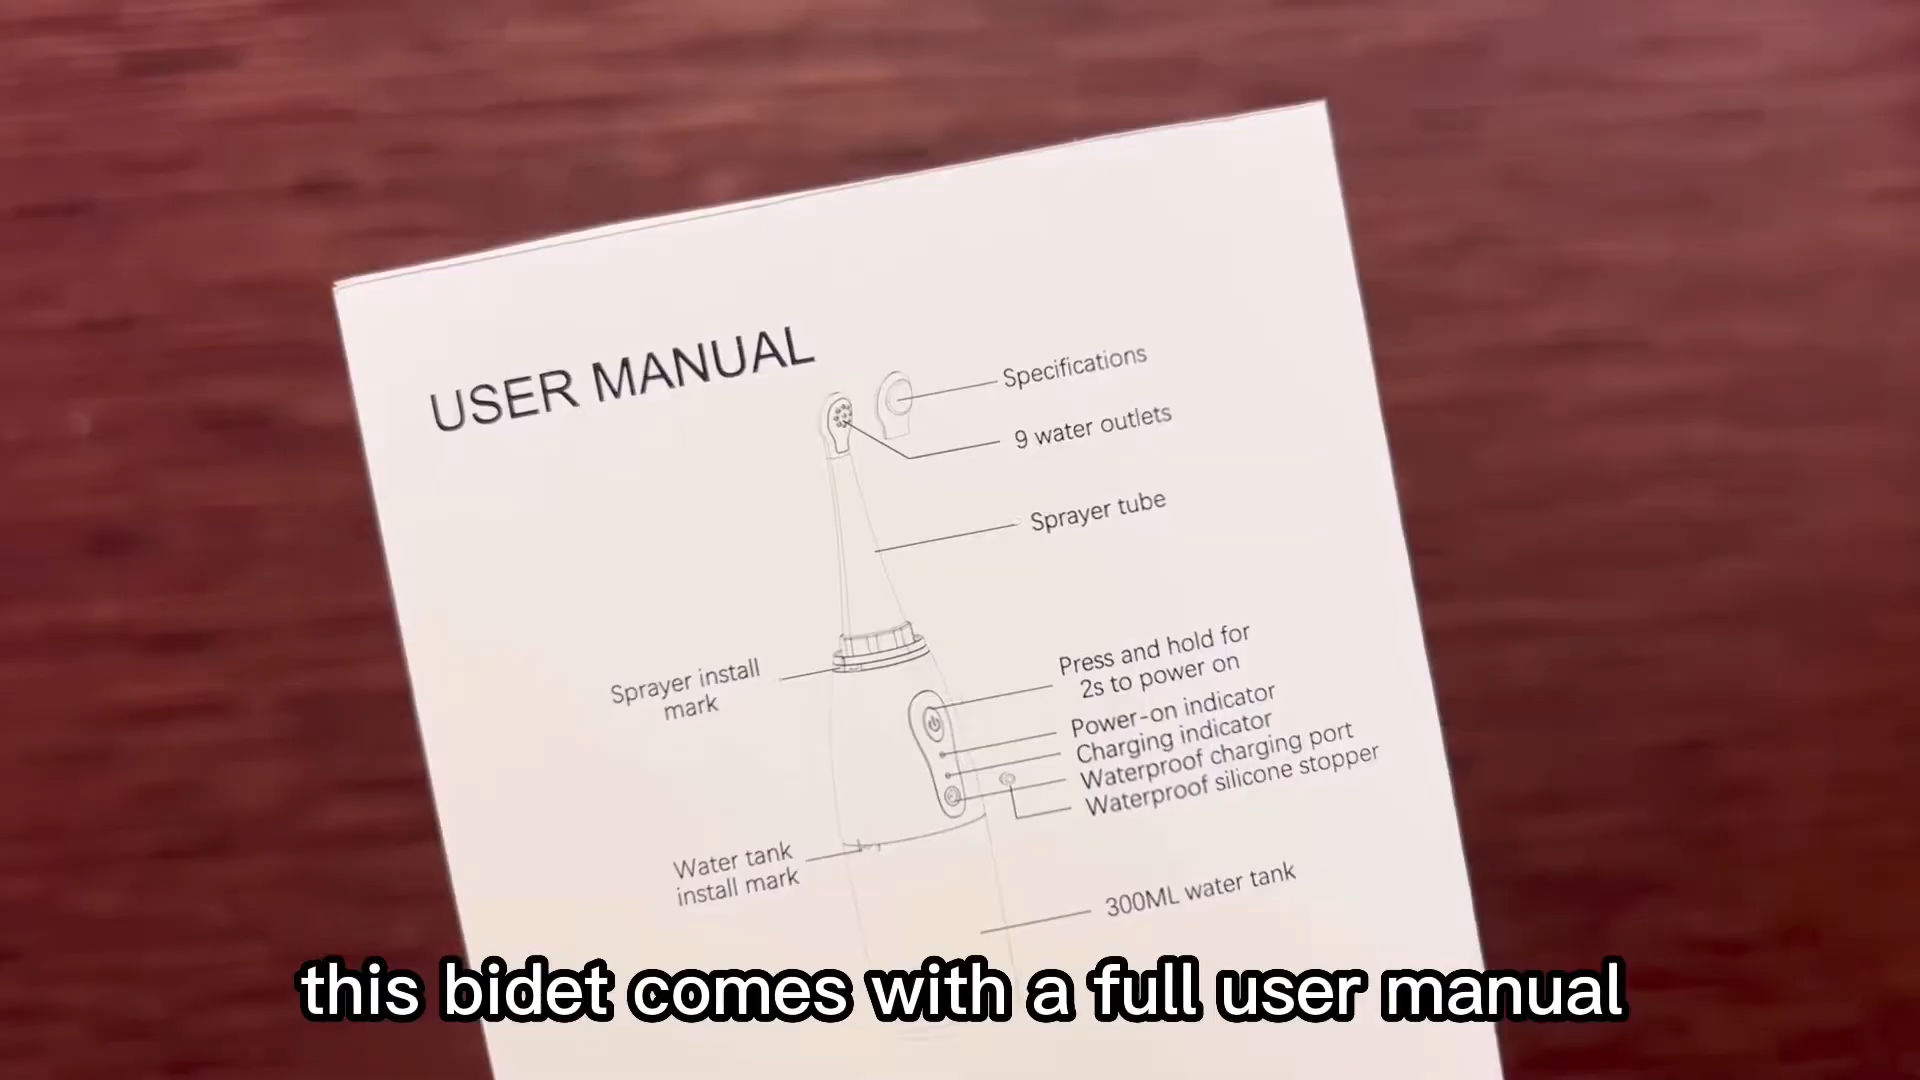 USER MANUAL
Specifications
9 water outlets
Sprayer tube
Sprayer install
mark
Press and hold for
2s to power on
Power-on indicator
Charging indicator
Waterproof charging port
Waterproof silicone stopper
Water tank
install mark
300ML water tank
this bidet comes with a full user manual